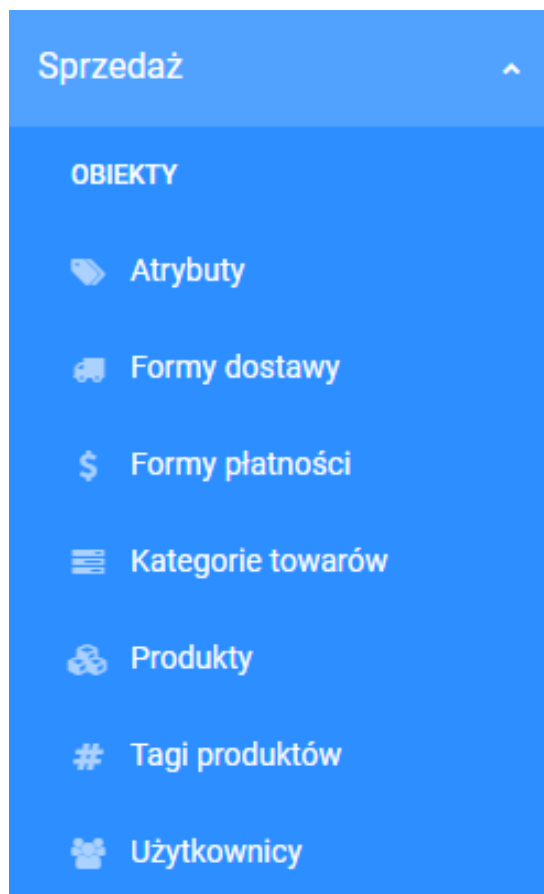 Sprzedaż
OBIEKTY
Atrybuty
Formy dostawy
Formy płatności
Kategorie towarów
Produkty
Tagi produktów
Użytkownicy